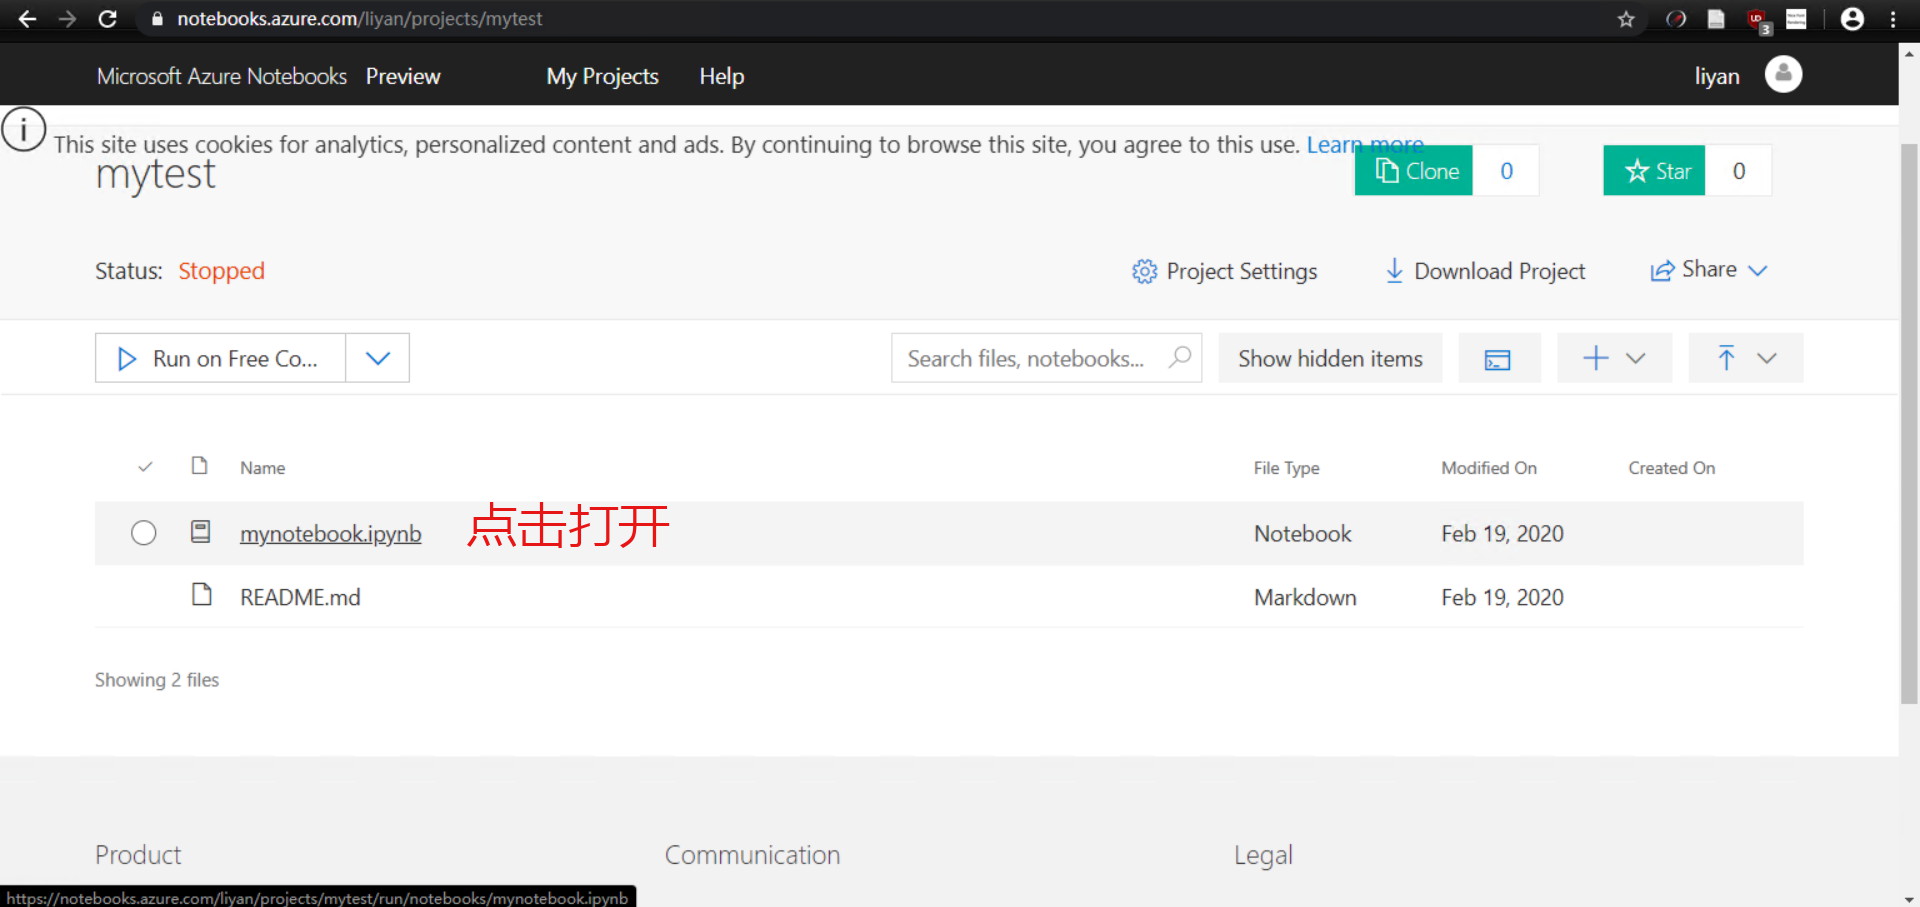 notebooks.azure.com/liyan/projects/mytest
UD
3
Microsoft Azure Notebooks Preview My Projects Help liyan
This site uses cookies for analytics, personalized content and ads. By continuing to browse this site, you agree to this use. Learn more
mytest
Clone 0 Star 0
Status: Stopped Project Settings Download Project Share
Run on Free Co... Search files, notebooks... Show hidden items
Name File Type Modified On Created On
mynotebook.ipynb 点击打开 Notebook Feb 19, 2020
README.md Markdown Feb 19, 2020
Showing 2 files
Product Communication Legal
https://notebooks.azure.com/liyan/projects/mytest/run/notebooks/mynotebook.ipynb